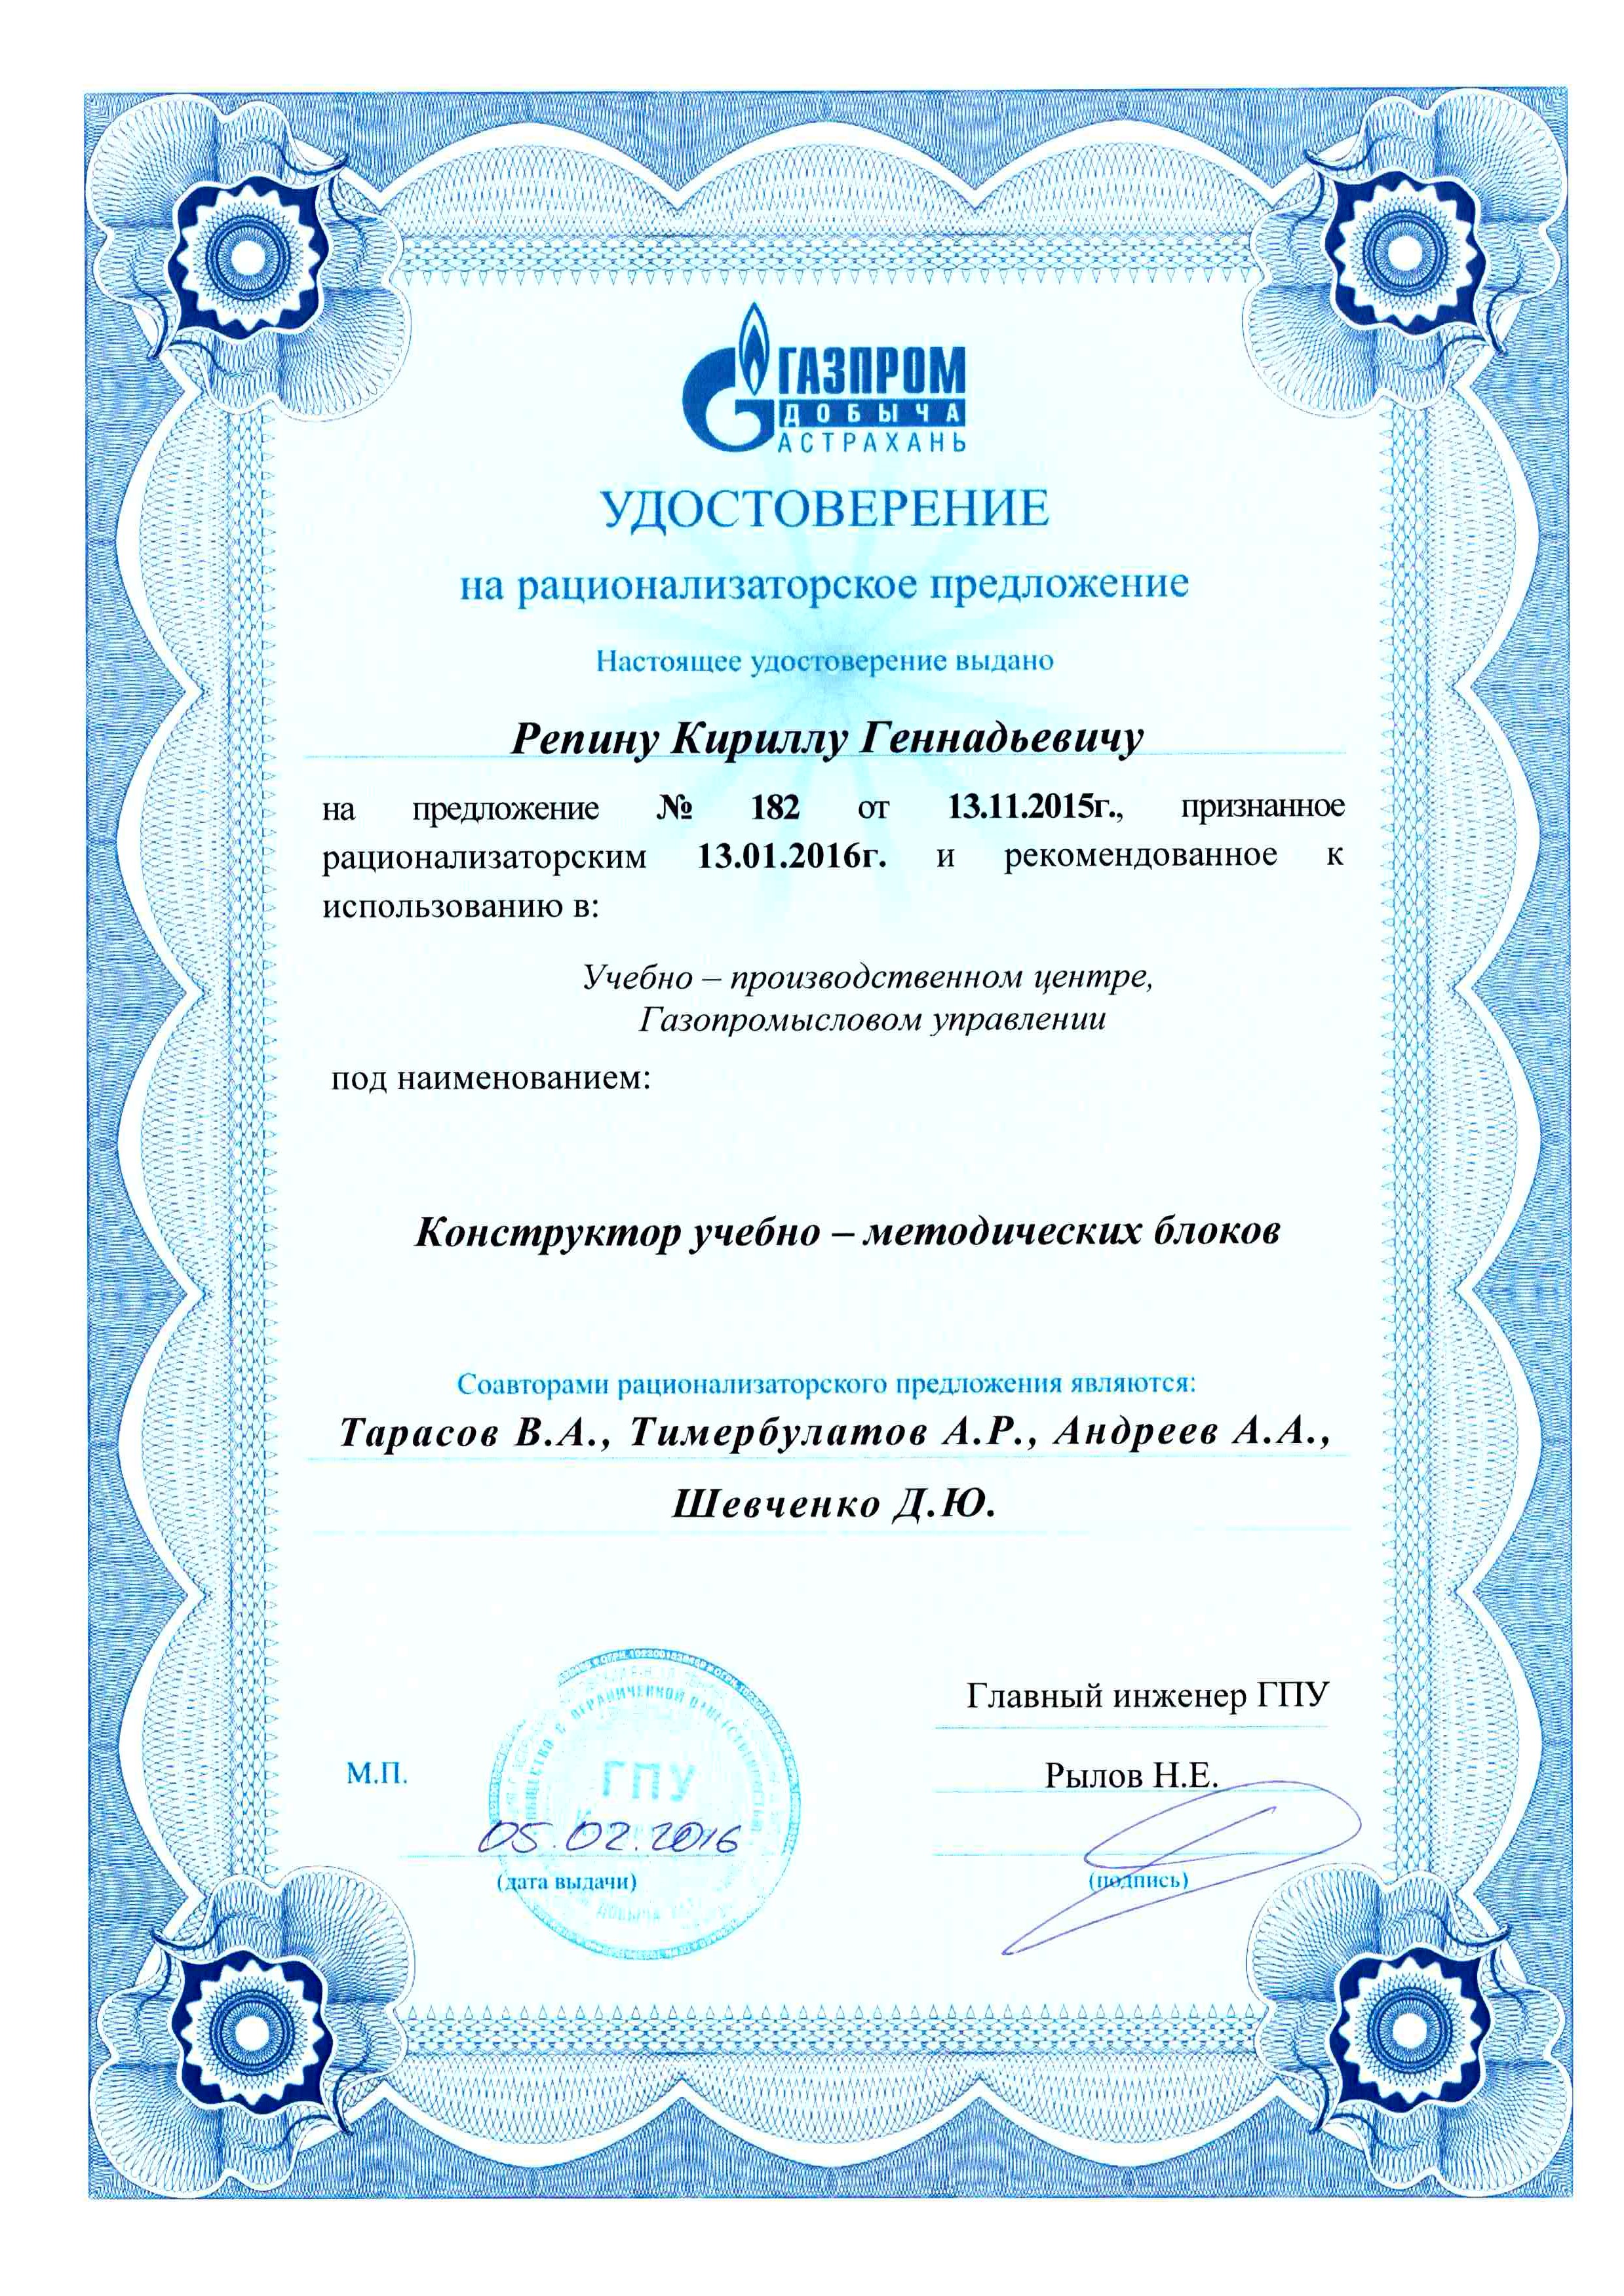 ГАЗПРОМ
ДОБЫЧА
АСТРАХАНЬ
УДОСТОВЕРЕНИЕ
на рационализаторское предложение
Настоящее удостоверение выдано
Репину Кириллу Геннадьевичу
на предложение № 182 от 13.11.2015г., признанное
рационализаторским 13.01.2016г. и рекомендованное к
использованию в:
Учебно – производственном центре,
Газопромысловом управлении
под наименованием:
Конструктор учебно – методических блоков
Соавторами рационализаторского предложения являются:
Тарасов В.А., Тимербулатов А.Р., Андреев А.А.,
Шевченко Д.Ю.
Главный инженер ГПУ
М.П.
ГПУ
Рылов Н.Е.
05.02.2016
(дата выдачи)
(подпись)